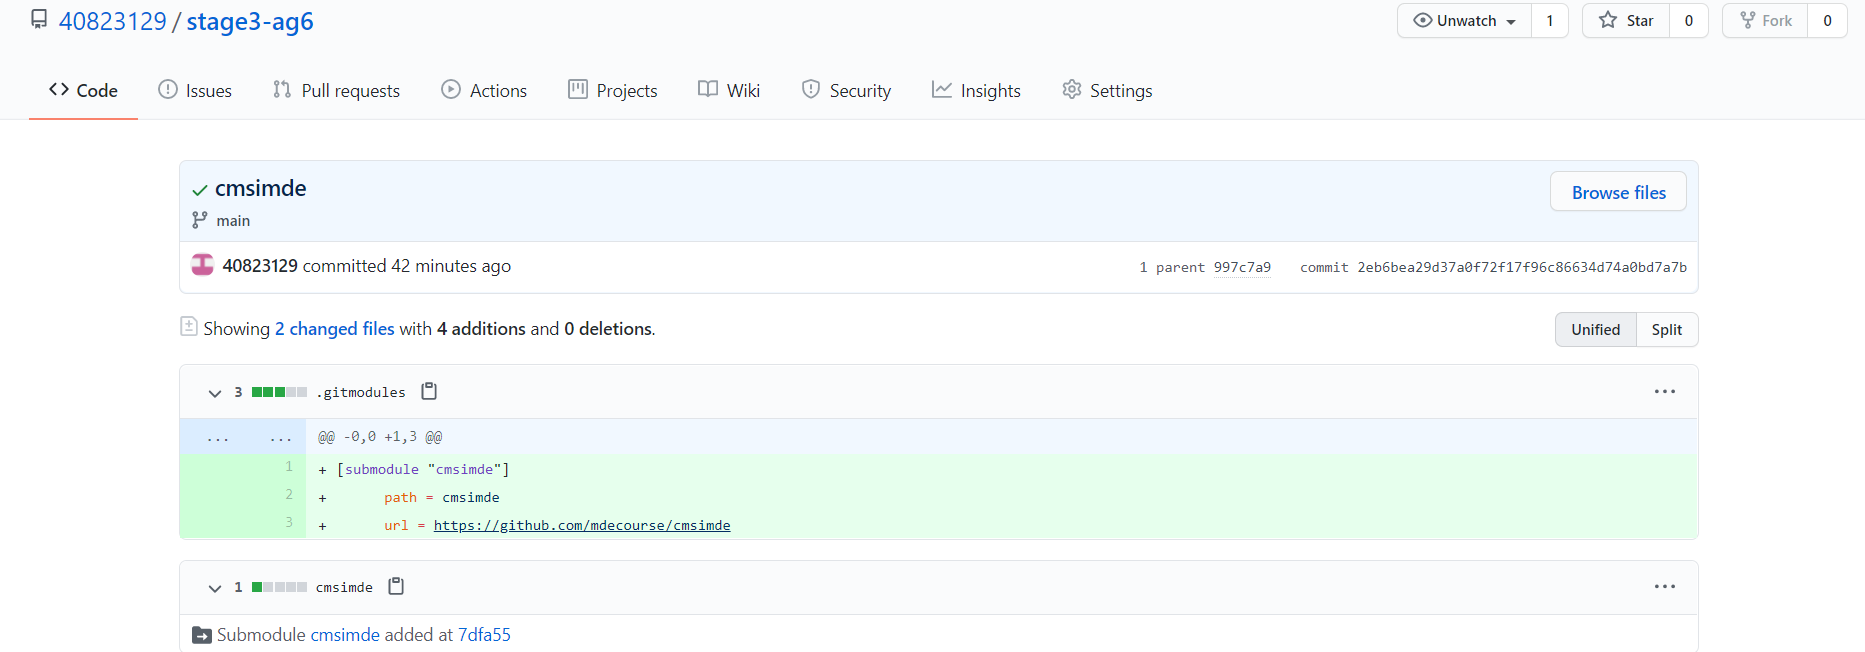 40823129 / stage3-ag6
Unwatch 1 Star 0 Fork 0
Code Issues Pull requests Actions Projects Wiki Security Insights Settings
cmsimde
Browse files
main
40823129 committed 42 minutes ago
1 parent 997c7a9 commit 2eb6bea29d37a0f72f17f96c86634d74a0bd7a7b
Showing 2 changed files with 4 additions and 0 deletions.
Unified Split
3 .gitmodules ...
... ... @@ -0,0 +1,3 @@
1 + [submodule "cmsimde"]
2 + path = cmsimde
3 + url = https://github.com/mdecourse/cmsimde
1 cmsimde ...
Submodule cmsimde added at 7dfa55